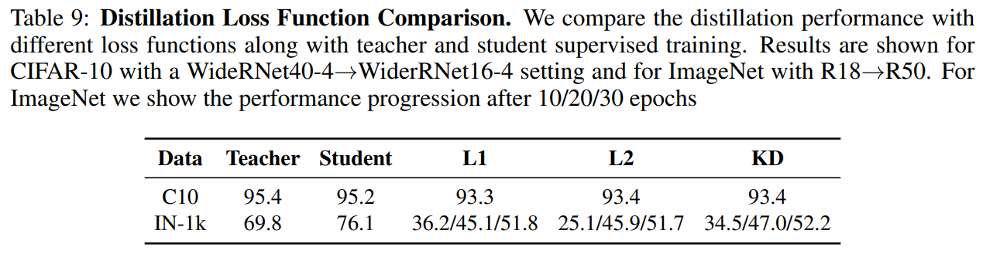 Table 9: Distillation Loss Function Comparison. We compare the distillation performance with
different loss functions along with teacher and student supervised training. Results are shown for
CIFAR-10 with a WideRNet40-4→WiderRNet16-4 setting and for ImageNet with R18→R50. For
ImageNet we show the performance progression after 10/20/30 epochs
Data Teacher Student L1 L2 KD
C10 95.4 95.2 93.3 93.4 93.4
IN-1k 69.8 76.1 36.2/45.1/51.8 25.1/45.9/51.7 34.5/47.0/52.2